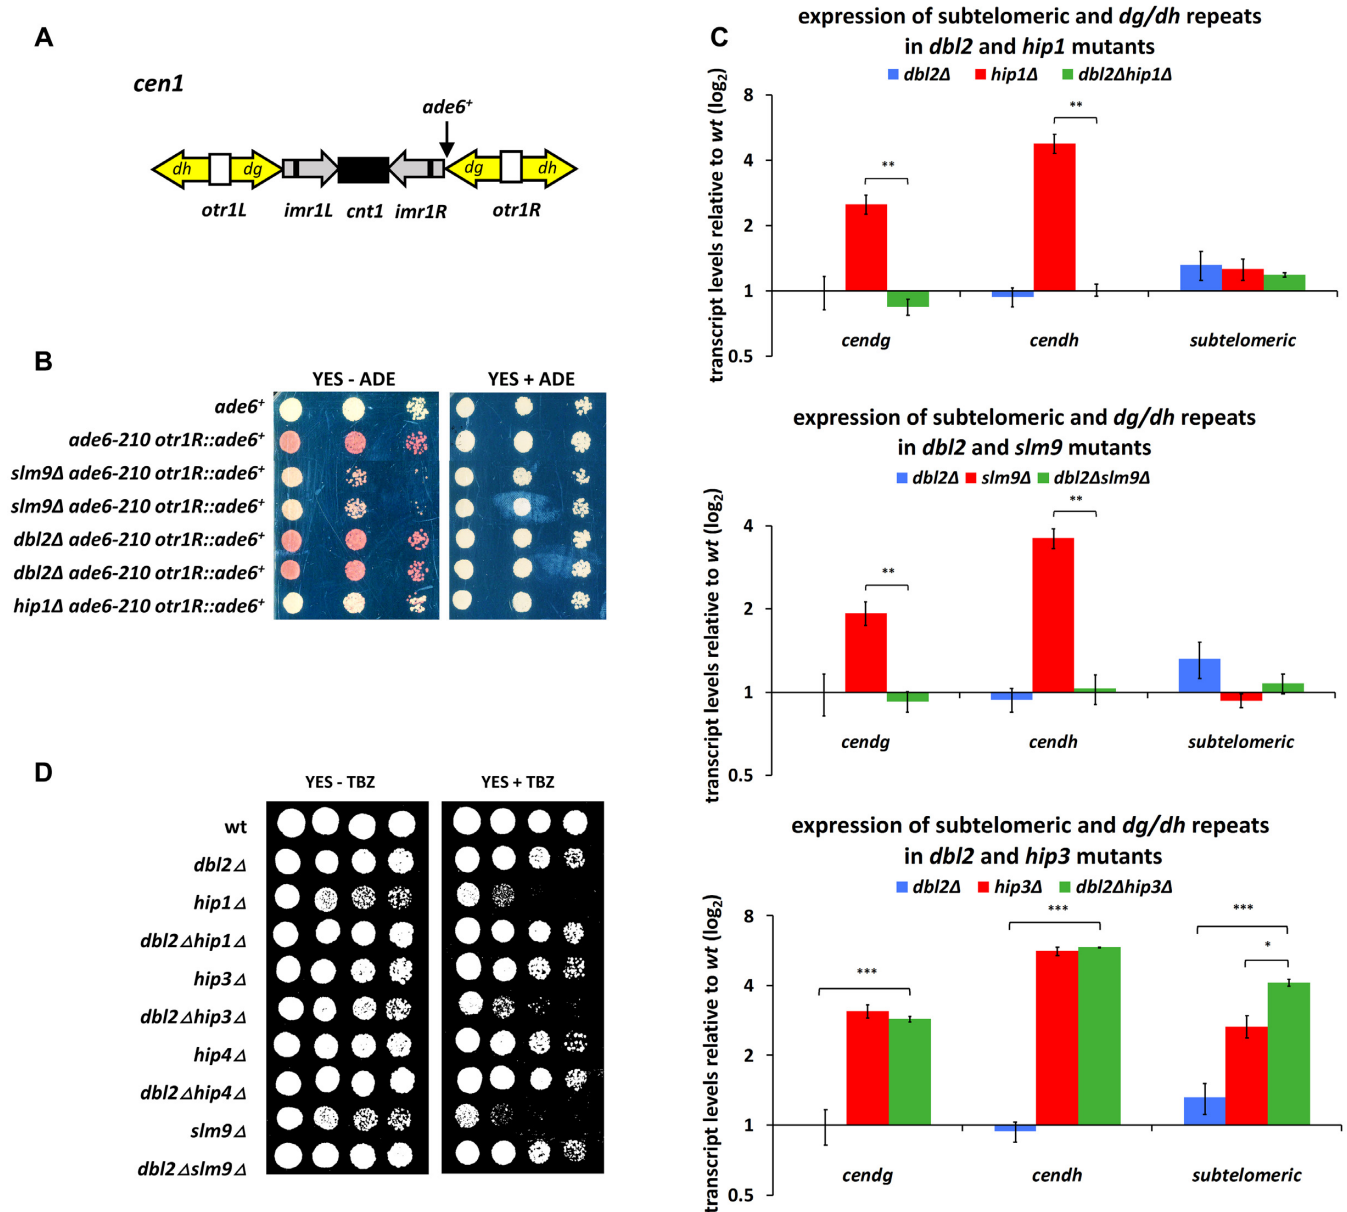 A
cen1
ade6⁺
dh
dg
dg
dh
otr1L
imr1L
cnt1
imr1R
otr1R
B
YES - ADE
YES + ADE
ade6⁺
ade6-210 otr1R::ade6⁺
slm9Δ ade6-210 otr1R::ade6⁺
slm9Δ ade6-210 otr1R::ade6⁺
dbl2Δ ade6-210 otr1R::ade6⁺
dbl2Δ ade6-210 otr1R::ade6⁺
hip1Δ ade6-210 otr1R::ade6⁺
C
expression of subtelomeric and dg/dh repeats
in dbl2 and hip1 mutants
dbl2Δ hip1Δ dbl2Δhip1Δ
transcript levels relative to wt (log₂)
8
4
2
1
0.5
**
**
cendg
cendh
subtelomeric
expression of subtelomeric and dg/dh repeats
in dbl2 and slm9 mutants
dbl2Δ slm9Δ dbl2Δslm9Δ
transcript levels relative to wt (log₂)
4
2
1
0.5
**
**
cendg
cendh
subtelomeric
expression of subtelomeric and dg/dh repeats
in dbl2 and hip3 mutants
dbl2Δ hip3Δ dbl2Δhip3Δ
transcript levels relative to wt (log₂)
8
4
2
1
0.5
***
***
***
*
cendg
cendh
subtelomeric
D
YES - TBZ
YES + TBZ
wt
dbl2Δ
hip1Δ
dbl2Δhip1Δ
hip3Δ
dbl2Δhip3Δ
hip4Δ
dbl2Δhip4Δ
slm9Δ
dbl2Δslm9Δ